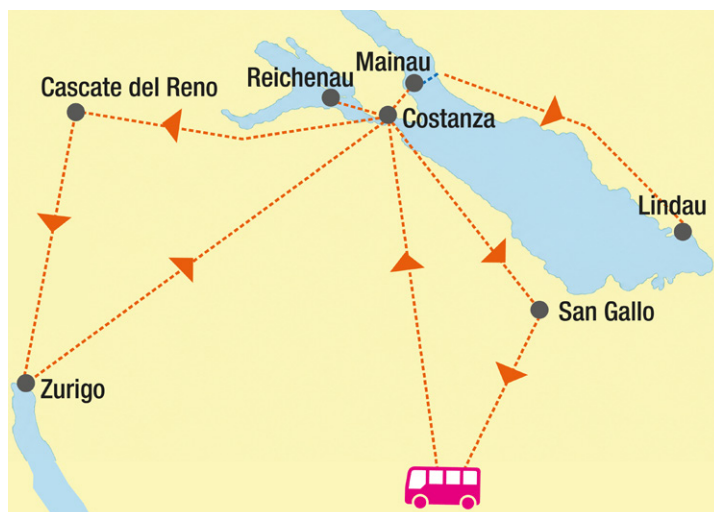 Mainau
Reichenau
Cascate del Reno
Costanza
Lindau
San Gallo
Zurigo